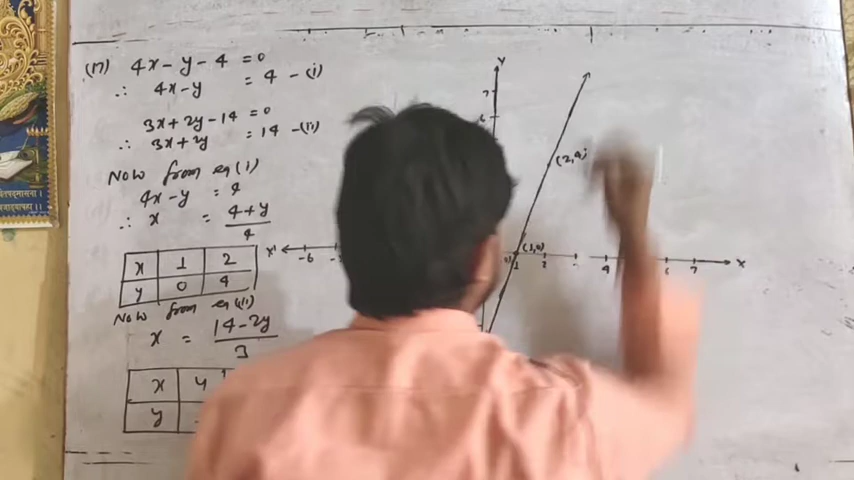 (17) 4x-y-4 = 0
∴ 4x-y = 4 -(i)
3x+2y-14 = 0
∴ 3x+2y = 14 -(ii)
Now from eq(i)
4x-y = 4
∴ x = 4+y / 4
x 1 2
y 0 4
Now from eq(ii)
x = 14-2y / 3
x 4
y
Y
7
6
(2,4)
(1,0)
X' -6 1 2 4 6 7 X